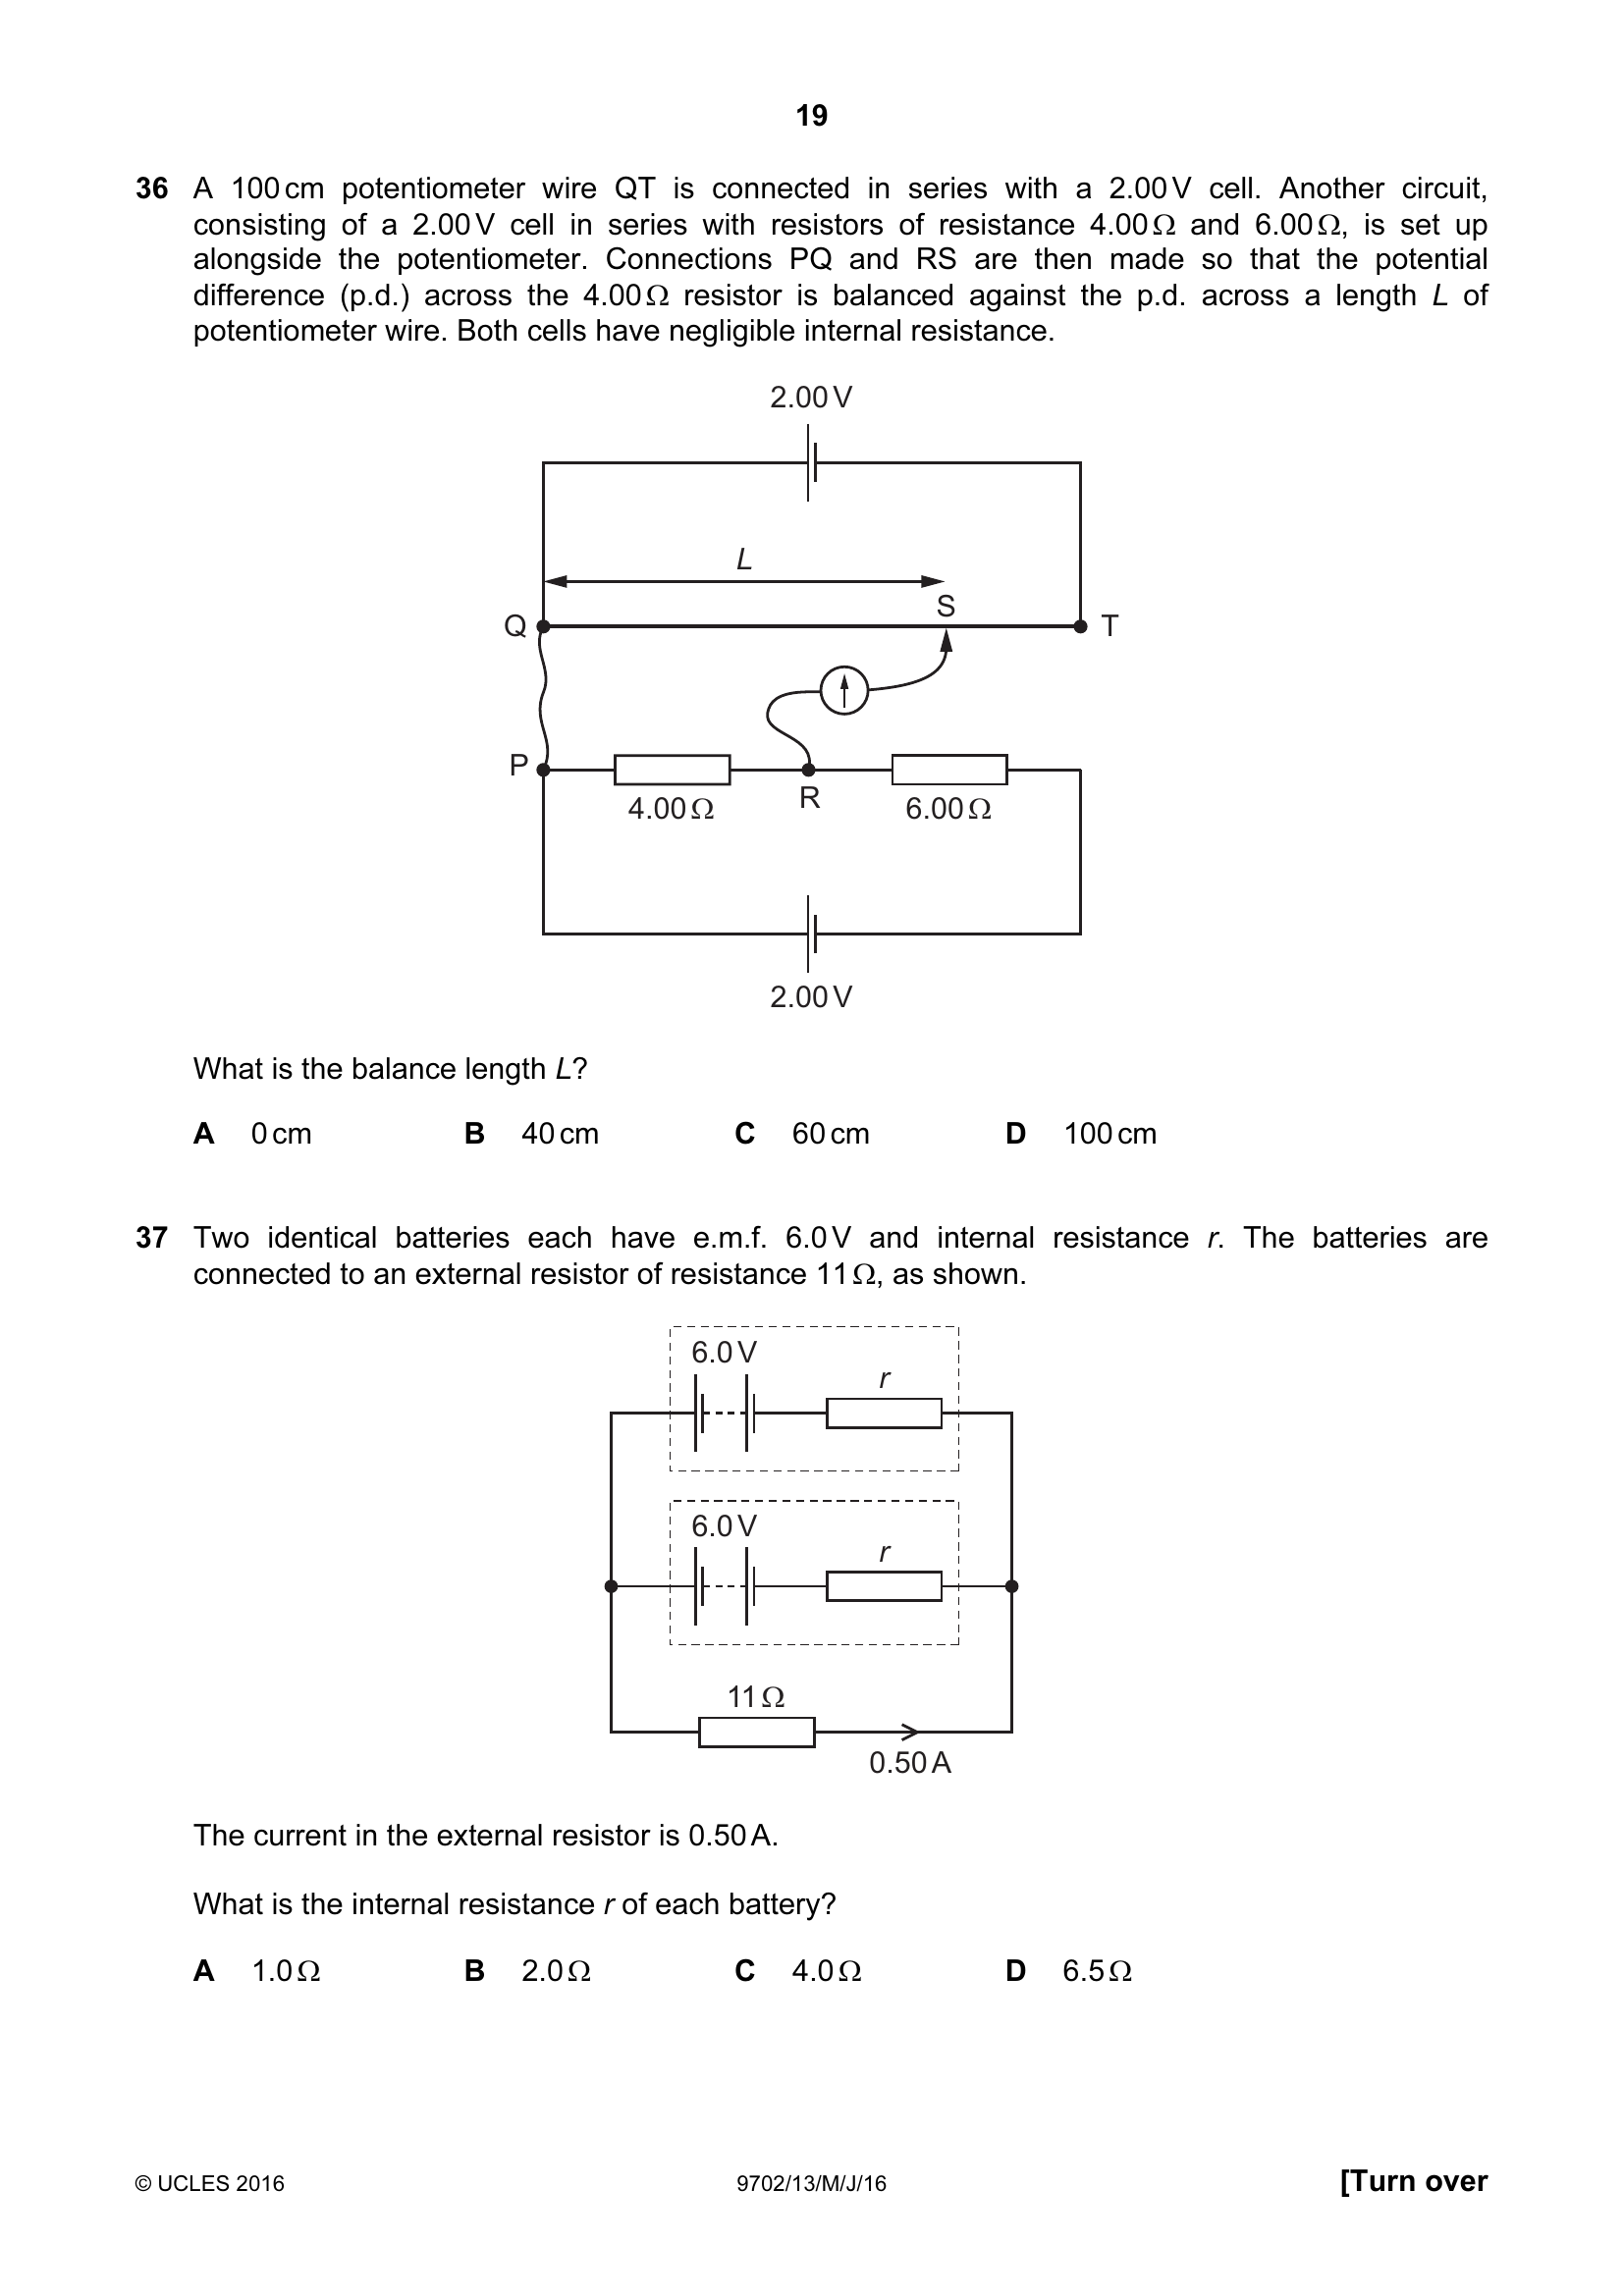 19
36 A 100 cm potentiometer wire QT is connected in series with a 2.00 V cell. Another circuit,
consisting of a 2.00 V cell in series with resistors of resistance 4.00 Ω and 6.00 Ω, is set up
alongside the potentiometer. Connections PQ and RS are then made so that the potential
difference (p.d.) across the 4.00 Ω resistor is balanced against the p.d. across a length L of
potentiometer wire. Both cells have negligible internal resistance.
2.00 V
L
S
Q
T
P
R
4.00 Ω
6.00 Ω
2.00 V
What is the balance length L?
A 0 cm B 40 cm C 60 cm D 100 cm
37 Two identical batteries each have e.m.f. 6.0 V and internal resistance r. The batteries are
connected to an external resistor of resistance 11 Ω, as shown.
6.0 V
r
6.0 V
r
11 Ω
0.50 A
The current in the external resistor is 0.50 A.
What is the internal resistance r of each battery?
A 1.0 Ω B 2.0 Ω C 4.0 Ω D 6.5 Ω
© UCLES 2016 9702/13/M/J/16 [Turn over